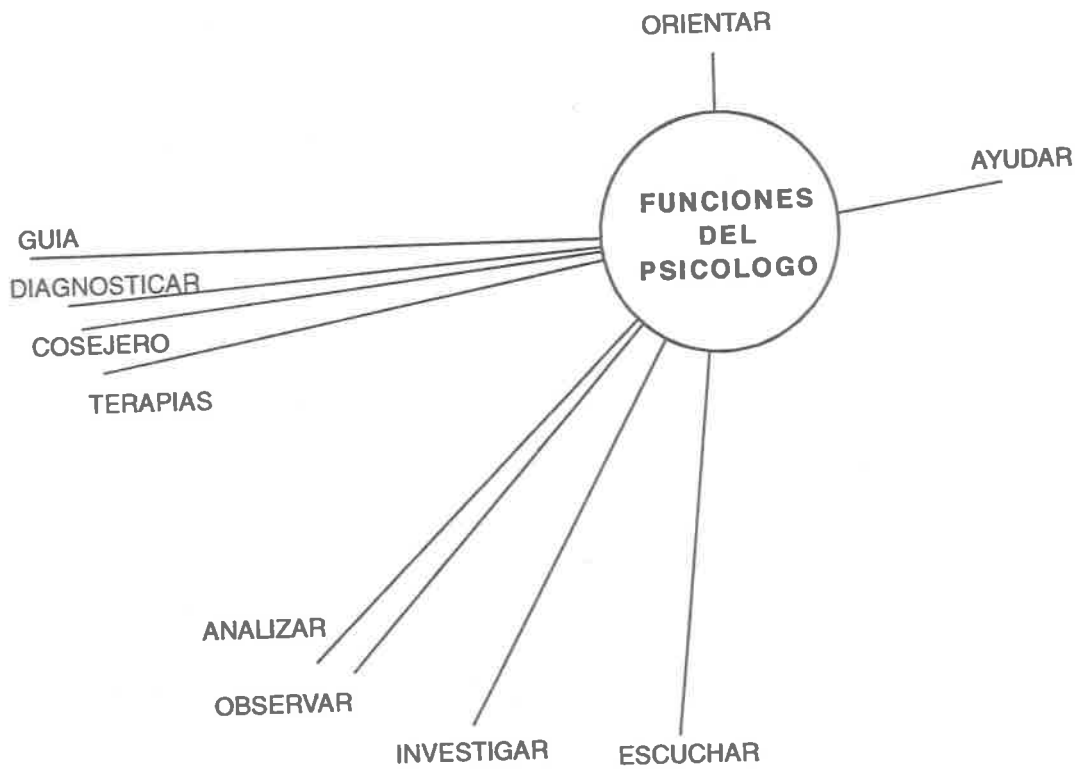 ORIENTAR
AYUDAR
FUNCIONES
DEL
PSICOLOGO
GUIA
DIAGNOSTICAR
COSEJERO
TERAPIAS
ANALIZAR
OBSERVAR
INVESTIGAR
ESCUCHAR